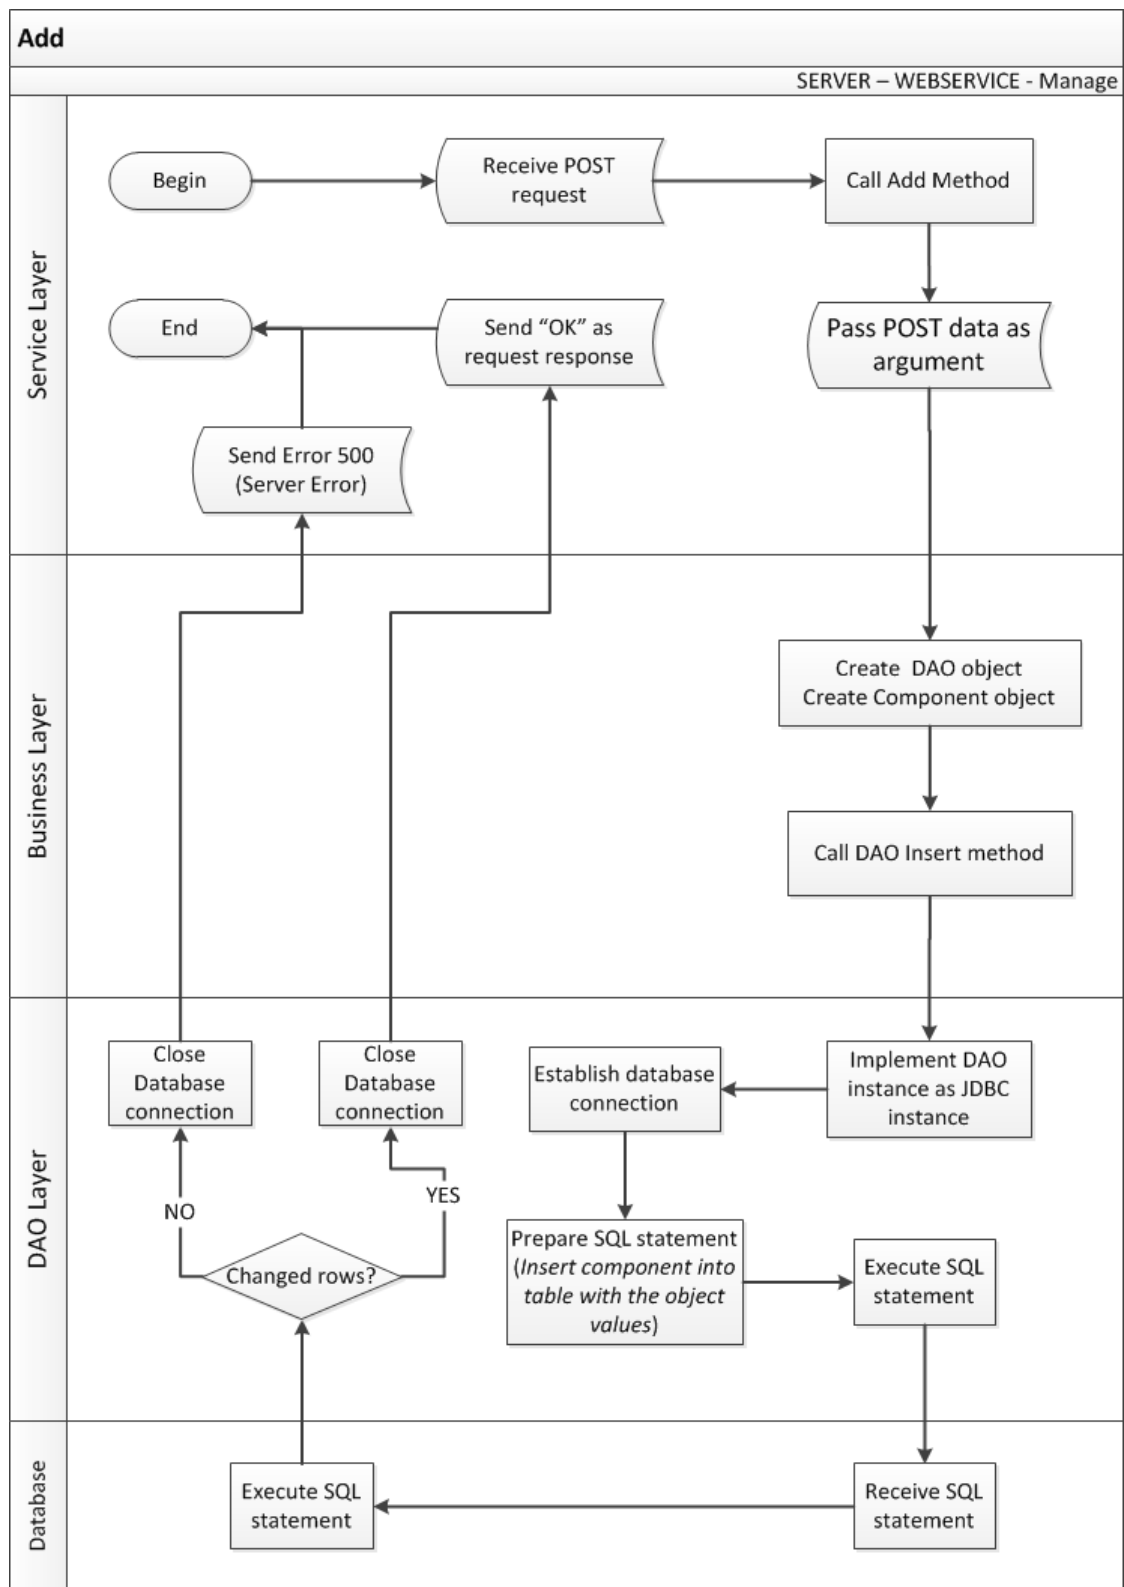 Add
SERVER – WEBSERVICE - Manage
Service Layer
Begin
Receive POST
request
Call Add Method
End
Send “OK” as
request response
Pass POST data as
argument
Send Error 500
(Server Error)
Business Layer
Create  DAO object
Create Component object
Call DAO Insert method
DAO Layer
Close
Database
connection
Close
Database
connection
Establish database
connection
Implement DAO
instance as JDBC
instance
NO
YES
Changed rows?
Prepare SQL statement
(Insert component into
table with the object
values)
Execute SQL
statement
Database
Execute SQL
statement
Receive SQL
statement